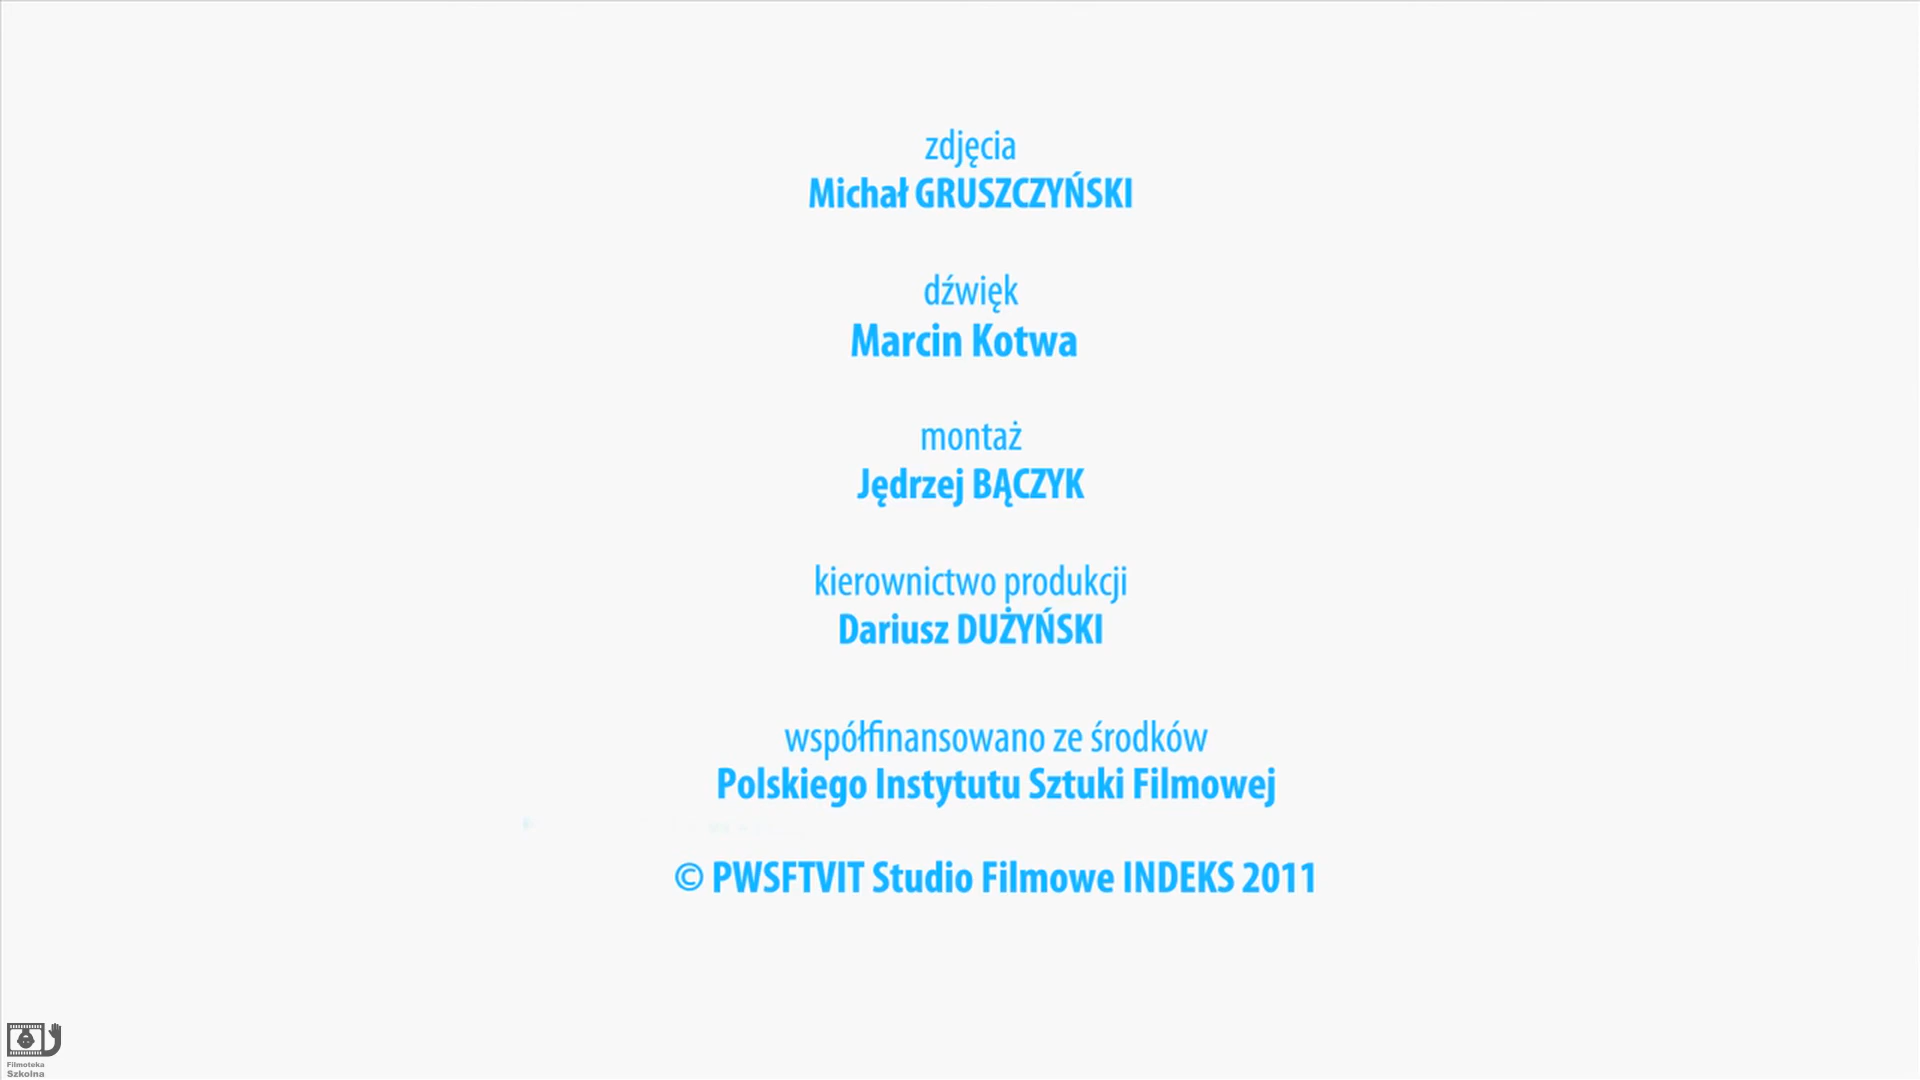 zdjęcia
Michał GRUSZCZYŃSKI
dźwięk
Marcin Kotwa
montaż
Jędrzej BĄCZYK
kierownictwo produkcji
Dariusz DUŻYŃSKI
współfinansowano ze środków
Polskiego Instytutu Sztuki Filmowej
© PWSFTVIT Studio Filmowe INDEKS 2011
Filmoteka
Szkolna